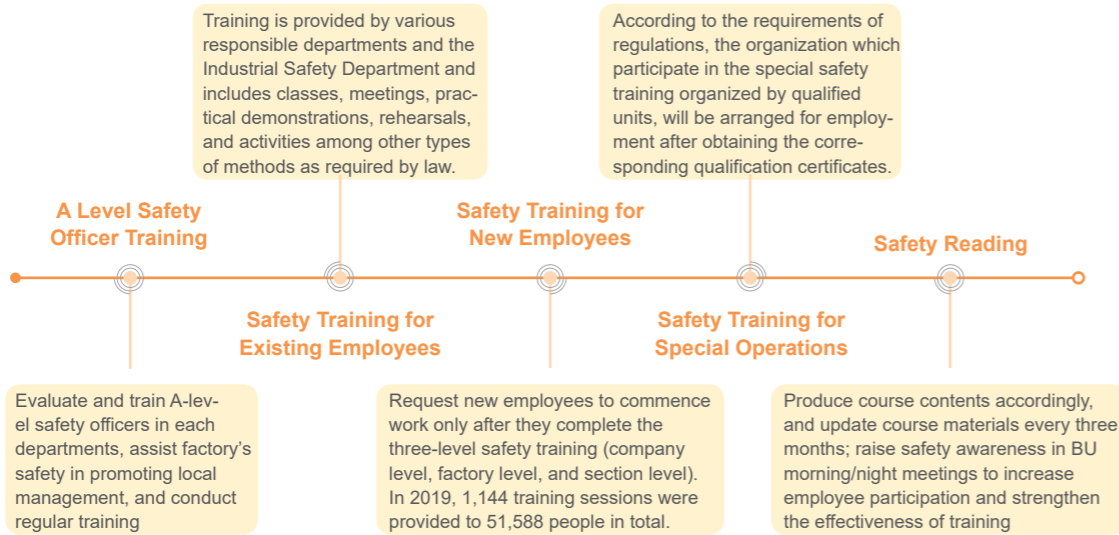 Training is provided by various
responsible departments and the
Industrial Safety Department and
includes classes, meetings, prac-
tical demonstrations, rehearsals,
and activities among other types
of methods as required by law.
According to the requirements of
regulations, the organization which
participate in the special safety
training organized by qualified
units, will be arranged for employ-
ment after obtaining the corre-
sponding qualification certificates.
A Level Safety
Officer Training
Safety Training for
New Employees
Safety Reading
Safety Training for
Existing Employees
Safety Training for
Special Operations
Evaluate and train A-lev-
el safety officers in each
departments, assist factory's
safety in promoting local
management, and conduct
regular training
Request new employees to commence
work only after they complete the
three-level safety training (company
level, factory level, and section level).
In 2019, 1,144 training sessions were
provided to 51,588 people in total.
Produce course contents accordingly,
and update course materials every three
months; raise safety awareness in BU
morning/night meetings to increase
employee participation and strengthen
the effectiveness of training